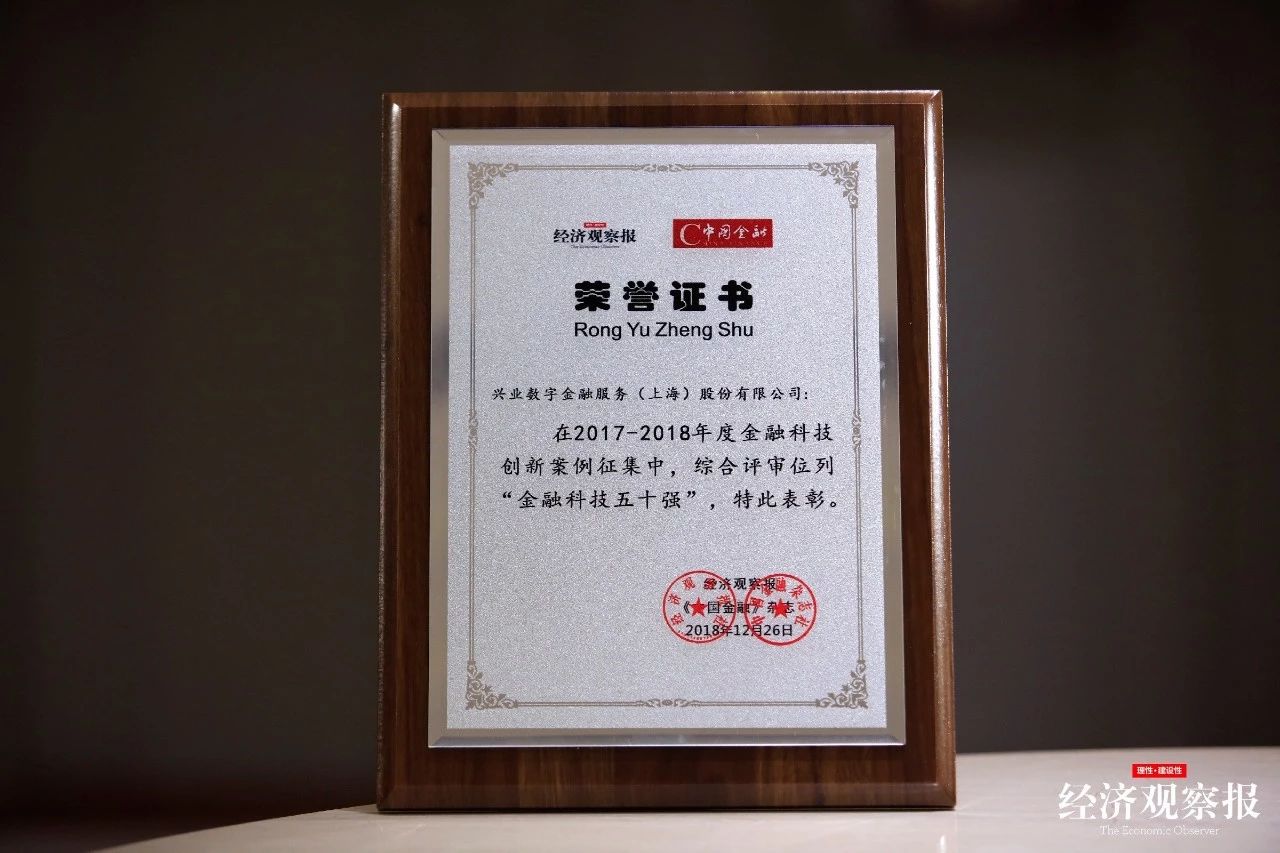 经济观察报
The Economic Observer
中国金融
荣誉证书
Rong Yu Zheng Shu
兴业数字金融服务（上海）股份有限公司：
在2017-2018年度金融科技
创新案例征集中，综合评审位列
“金融科技五十强”，特此表彰。
经济观察报
《中国金融》杂志
2018年12月26日
理性·建设性
经济观察报
The Economic Observer